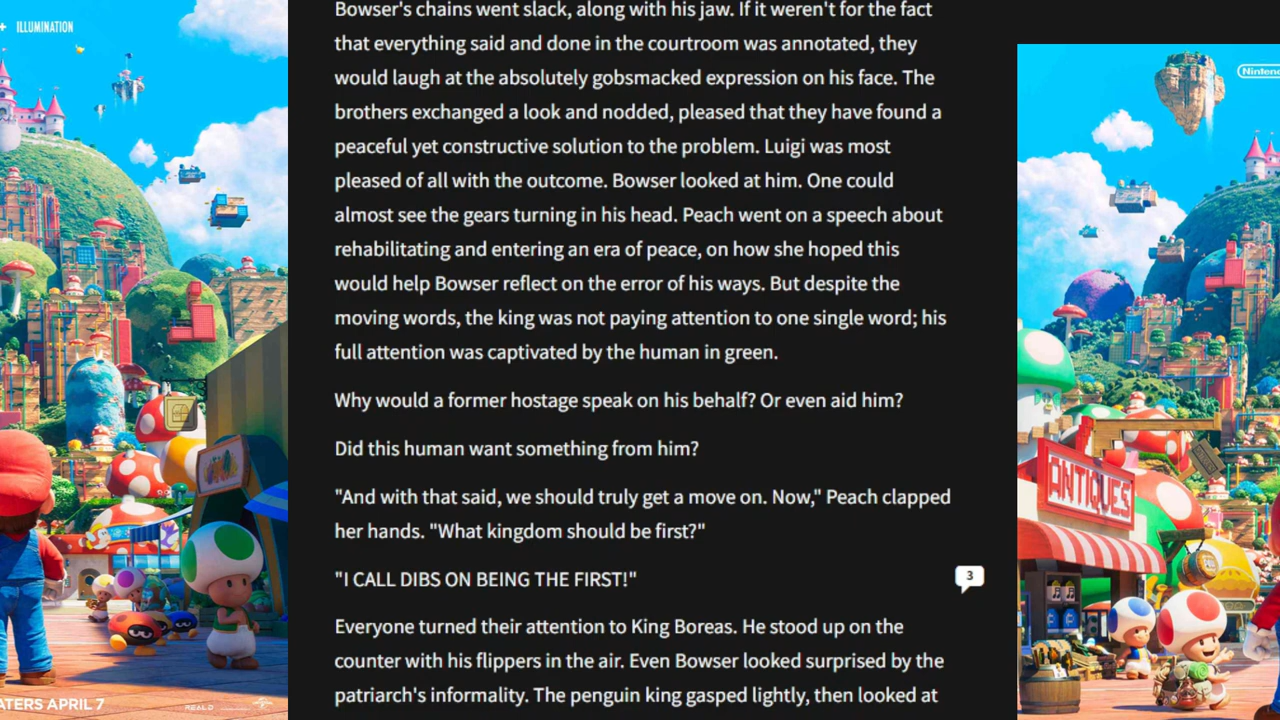 ILLUMINATION
Bowser's chains went slack, along with his jaw. If it weren't for the fact
that everything said and done in the courtroom was annotated, they
would laugh at the absolutely gobsmacked expression on his face. The
brothers exchanged a look and nodded, pleased that they have found a
peaceful yet constructive solution to the problem. Luigi was most
pleased of all with the outcome. Bowser looked at him. One could
almost see the gears turning in his head. Peach went on a speech about
rehabilitating and entering an era of peace, on how she hoped this
would help Bowser reflect on the error of his ways. But despite the
moving words, the king was not paying attention to one single word; his
full attention was captivated by the human in green.
Why would a former hostage speak on his behalf? Or even aid him?
Did this human want something from him?
"And with that said, we should truly get a move on. Now," Peach clapped
her hands. "What kingdom should be first?"
"I CALL DIBS ON BEING THE FIRST!"
3
Everyone turned their attention to King Boreas. He stood up on the
counter with his flippers in the air. Even Bowser looked surprised by the
patriarch's informality. The penguin king gasped lightly, then looked at
ATERS APRIL 7
REALD
Ninten
ANTIQUES